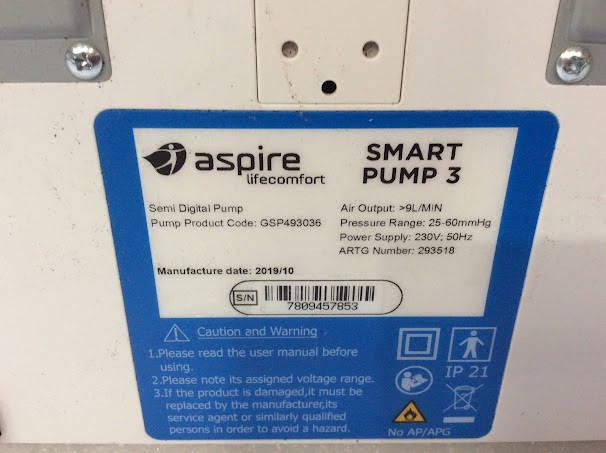 aspire
lifecomfort
SMART
PUMP 3
Semi Digital Pump
Pump Product Code: GSP493036
Air Output: >9L/MIN
Pressure Range: 25-60mmHg
Power Supply: 230V; 50Hz
ARTG Number: 293518
Manufacture date: 2019/10
S/N
7809457853
Caution and Warning
1.Please read the user manual before
using.
2.Please note its assigned voltage range.
3.If the product is damaged,it must be
replaced by the manufacturer,its
service agent or similarly qualified
persons in order to avoid a hazard.
IP 21
No AP/APG